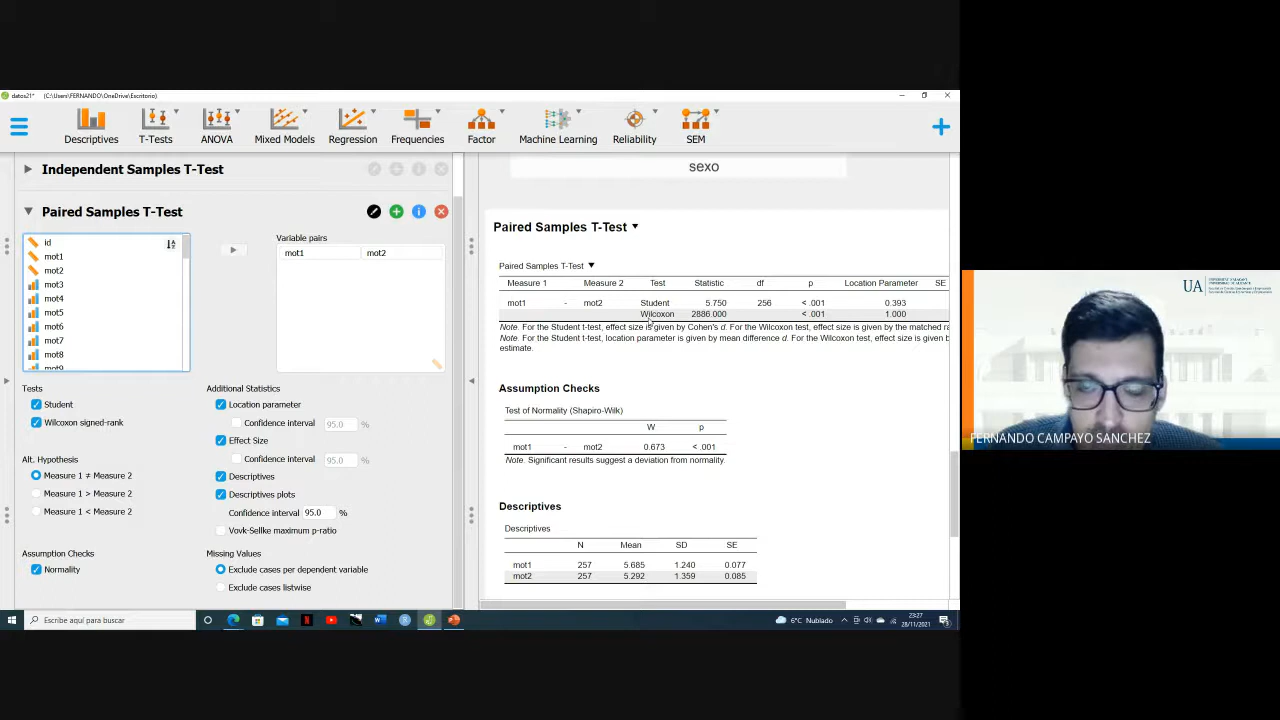 datos21* (C:\Users\FERNANDO\OneDrive\Escritorio)
Descriptives T-Tests ANOVA Mixed Models Regression Frequencies Factor Machine Learning Reliability SEM
Independent Samples T-Test
Paired Samples T-Test
id
mot1
mot2
mot3
mot4
mot5
mot6
mot7
mot8
mot9
Variable pairs
mot1 mot2
Tests
Student
Wilcoxon signed-rank
Alt. Hypothesis
Measure 1 ≠ Measure 2
Measure 1 > Measure 2
Measure 1 < Measure 2
Assumption Checks
Normality
Additional Statistics
Location parameter
Confidence interval 95.0 %
Effect Size
Confidence interval 95.0 %
Descriptives
Descriptives plots
Confidence interval 95.0 %
Vovk-Sellke maximum p-ratio
Missing Values
Exclude cases per dependent variable
Exclude cases listwise
sexo
Paired Samples T-Test
Paired Samples T-Test
Measure 1 Measure 2 Test Statistic df p Location Parameter SE
mot1 - mot2 Student 5.750 256 < .001 0.393
Wilcoxon 2886.000 < .001 1.000
Note. For the Student t-test, effect size is given by Cohen's d. For the Wilcoxon test, effect size is given by the matched ra
Note. For the Student t-test, location parameter is given by mean difference d. For the Wilcoxon test, effect size is given b
estimate.
Assumption Checks
Test of Normality (Shapiro-Wilk)
W p
mot1 - mot2 0.673 < .001
Note. Significant results suggest a deviation from normality.
Descriptives
Descriptives
N Mean SD SE
mot1 257 5.685 1.240 0.077
mot2 257 5.292 1.359 0.085
Escribe aquí para buscar
6°C Nublado
23:27
28/11/2021
UA
FERNANDO CAMPAYO SANCHEZ